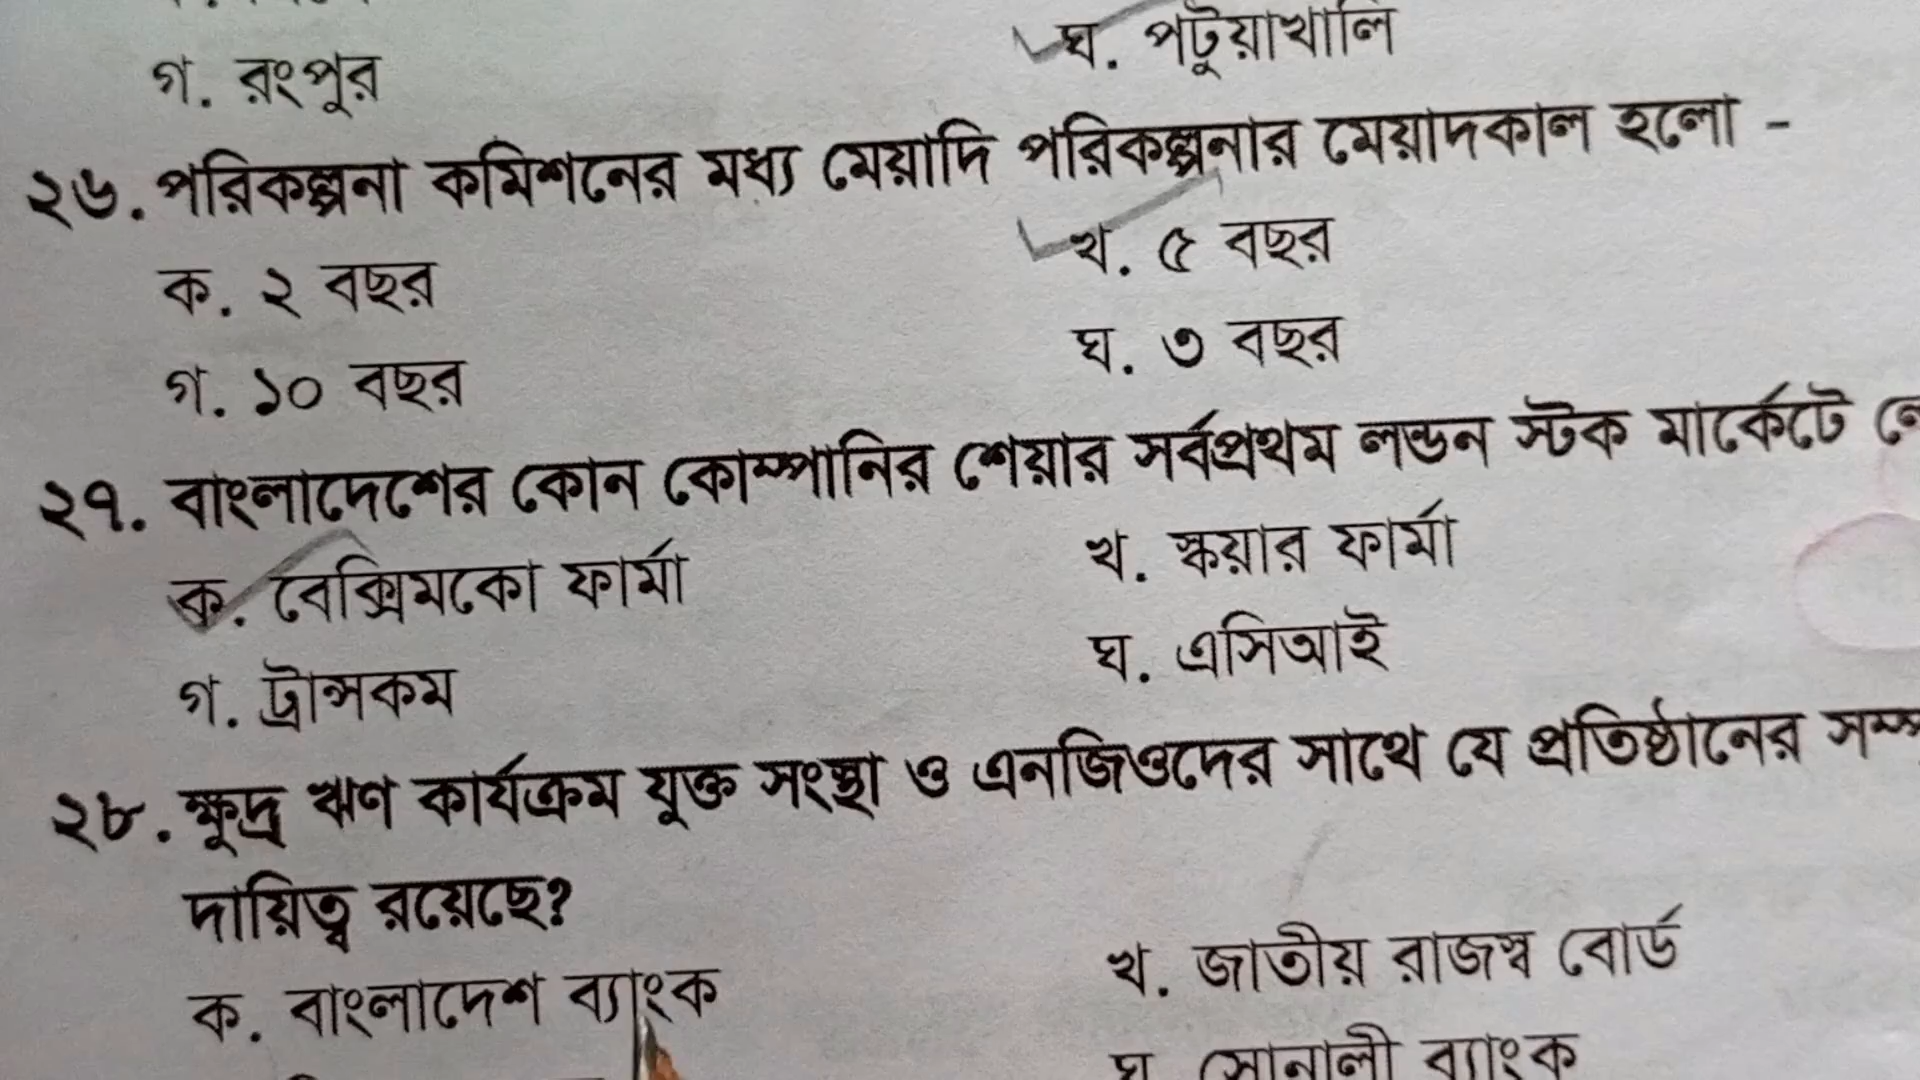 গ. রংপুর
ঘ. পটুয়াখালি
২৬. পরিকল্পনা কমিশনের মধ্য মেয়াদি পরিকল্পনার মেয়াদকাল হলো -
ক. ২ বছর
খ. ৫ বছর
গ. ১০ বছর
ঘ. ৩ বছর
২৭. বাংলাদেশের কোন কোম্পানির শেয়ার সর্বপ্রথম লন্ডন স্টক মার্কেটে
ক. বেক্সিমকো ফার্মা
খ. স্কয়ার ফার্মা
গ. ট্রান্সকম
ঘ. এসিআই
২৮. ক্ষুদ্র ঋণ কার্যক্রম যুক্ত সংস্থা ও এনজিওদের সাথে যে প্রতিষ্ঠানের
দায়িত্ব রয়েছে?
ক. বাংলাদেশ ব্যাংক
খ. জাতীয় রাজস্ব বোর্ড
ঘ সোনালী ব্যাংক